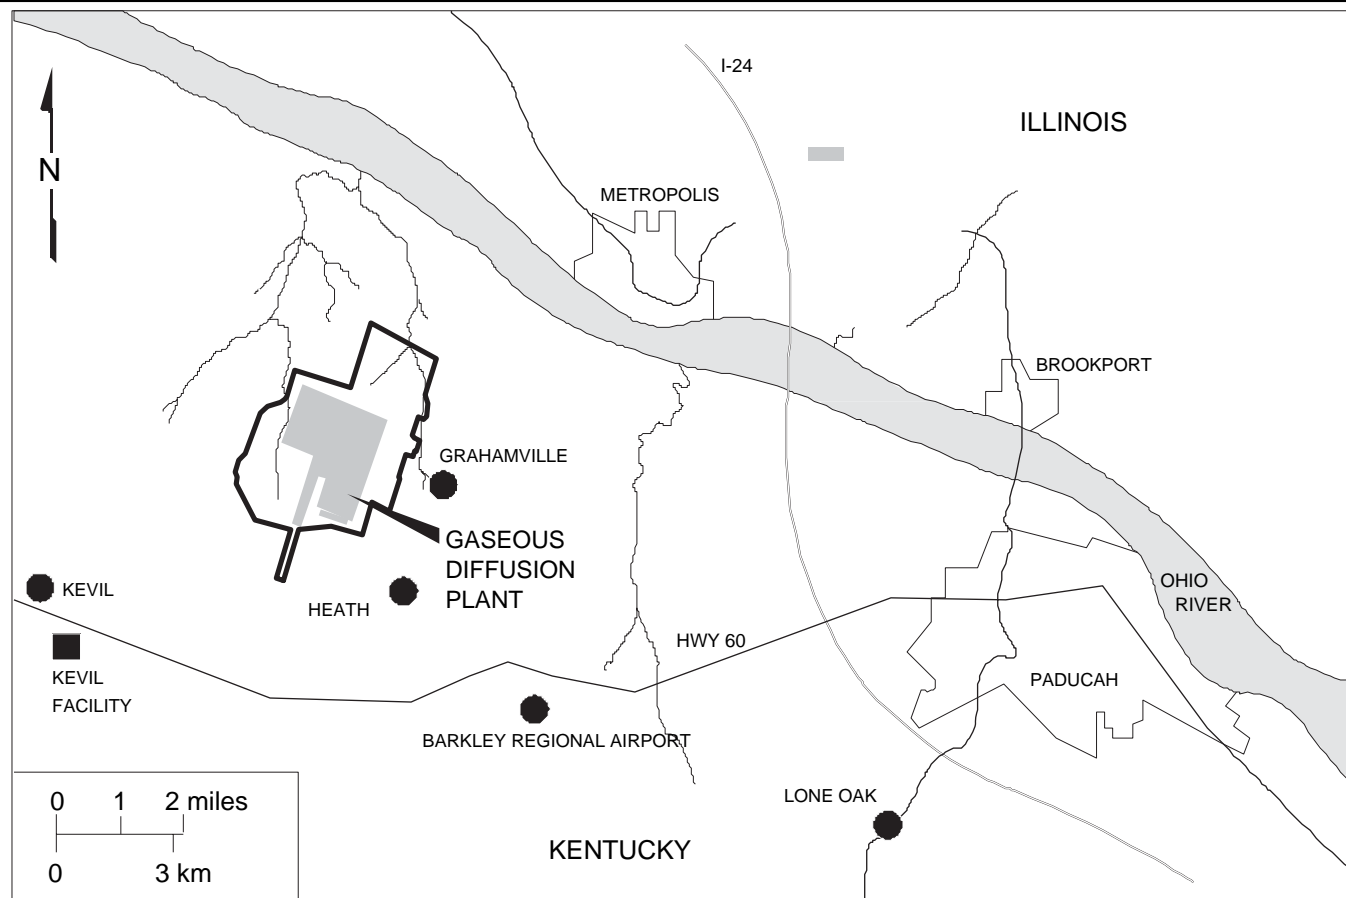 I-24
ILLINOIS
N
METROPOLIS
BROOKPORT
GRAHAMVILLE
GASEOUS
DIFFUSION
PLANT
OHIO
RIVER
KEVIL
HEATH
HWY 60
KEVIL
FACILITY
PADUCAH
BARKLEY REGIONAL AIRPORT
LONE OAK
0 1 2 miles
KENTUCKY
0 3 km